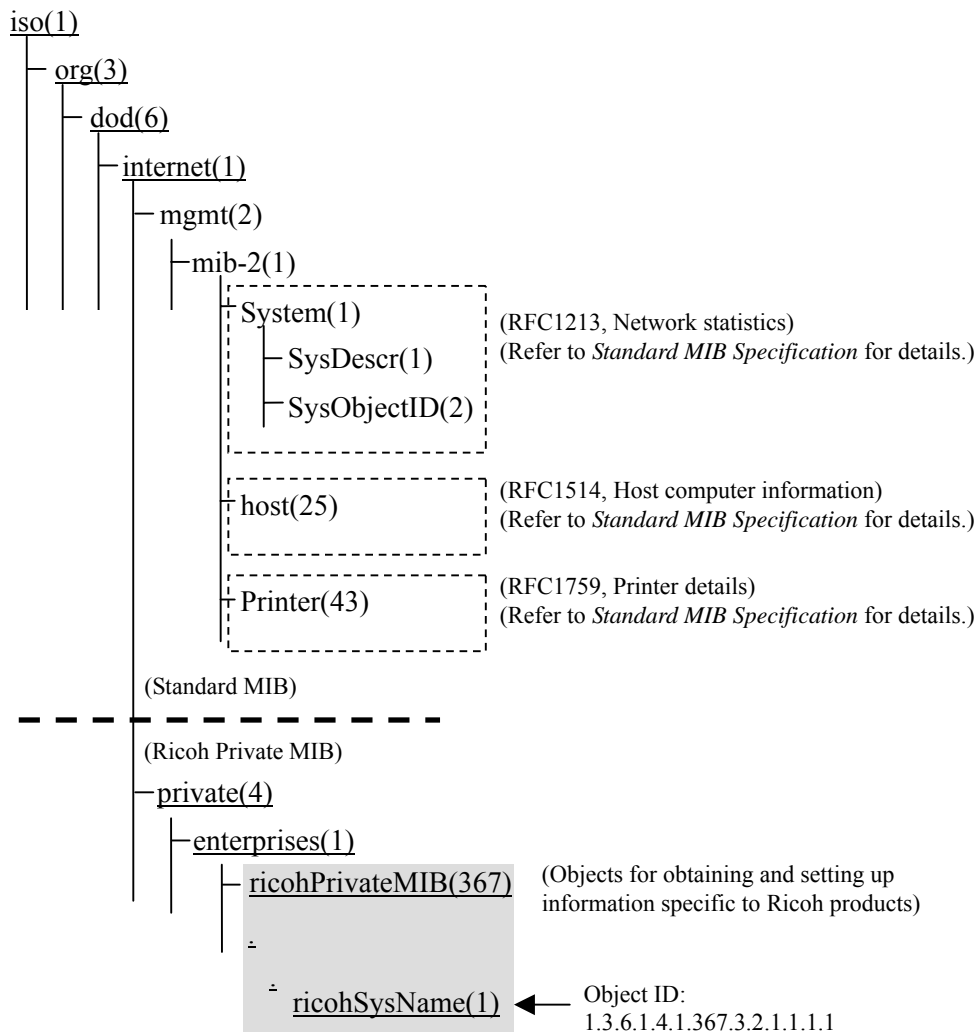 iso(1)
org(3)
dod(6)
internet(1)
mgmt(2)
mib-2(1)
System(1)
(RFC1213, Network statistics)
(Refer to Standard MIB Specification for details.)
SysDescr(1)
SysObjectID(2)
host(25)
(RFC1514, Host computer information)
(Refer to Standard MIB Specification for details.)
Printer(43)
(RFC1759, Printer details)
(Refer to Standard MIB Specification for details.)
(Standard MIB)
(Ricoh Private MIB)
private(4)
enterprises(1)
ricohPrivateMIB(367)
(Objects for obtaining and setting up
information specific to Ricoh products)
.
.
ricohSysName(1)
Object ID:
1.3.6.1.4.1.367.3.2.1.1.1.1